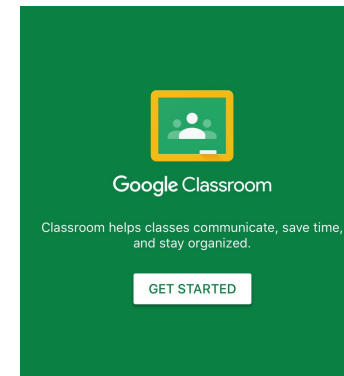 Google Classroom
Classroom helps classes communicate, save time,
and stay organized.
GET STARTED